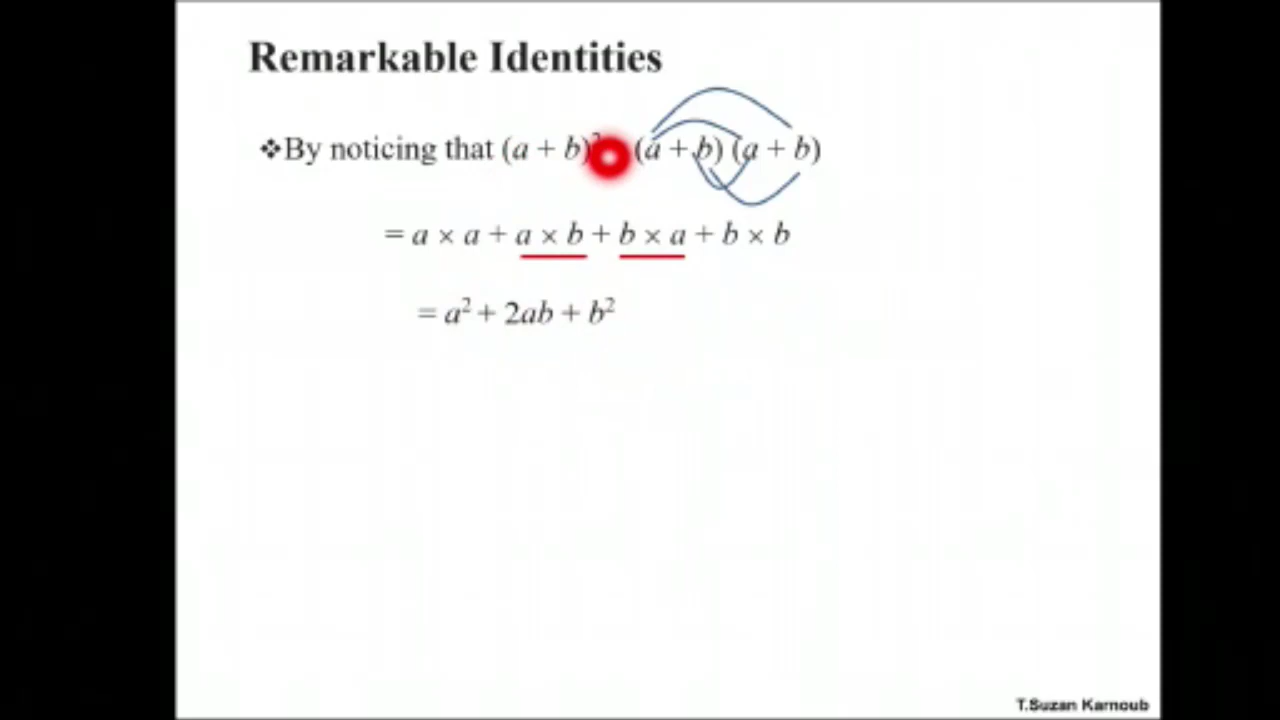 Remarkable Identities
❖By noticing that (a + b)² (a + b) (a + b)
= a × a + a × b + b × a + b × b
= a² + 2ab + b²
T.Suzan Karnoub